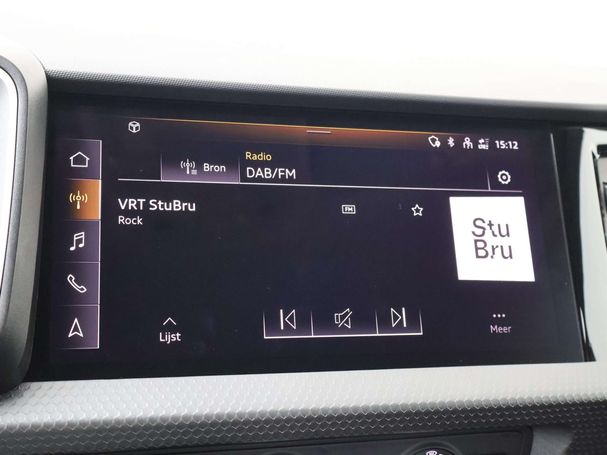 15:12
Bron
Radio
DAB/FM
VRT StuBru
Rock
FM
Stu
Bru
Lijst
Meer